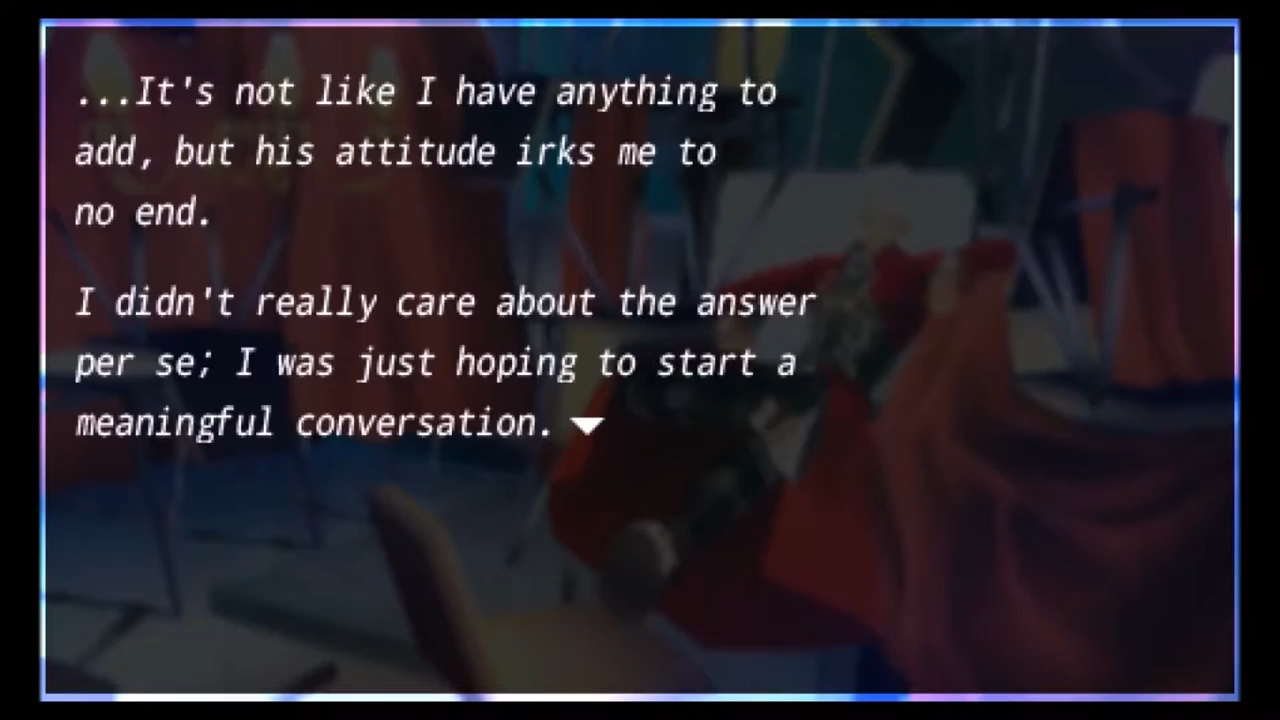 ...It's not like I have anything to
add, but his attitude irks me to
no end.
I didn't really care about the answer
per se; I was just hoping to start a
meaningful conversation.